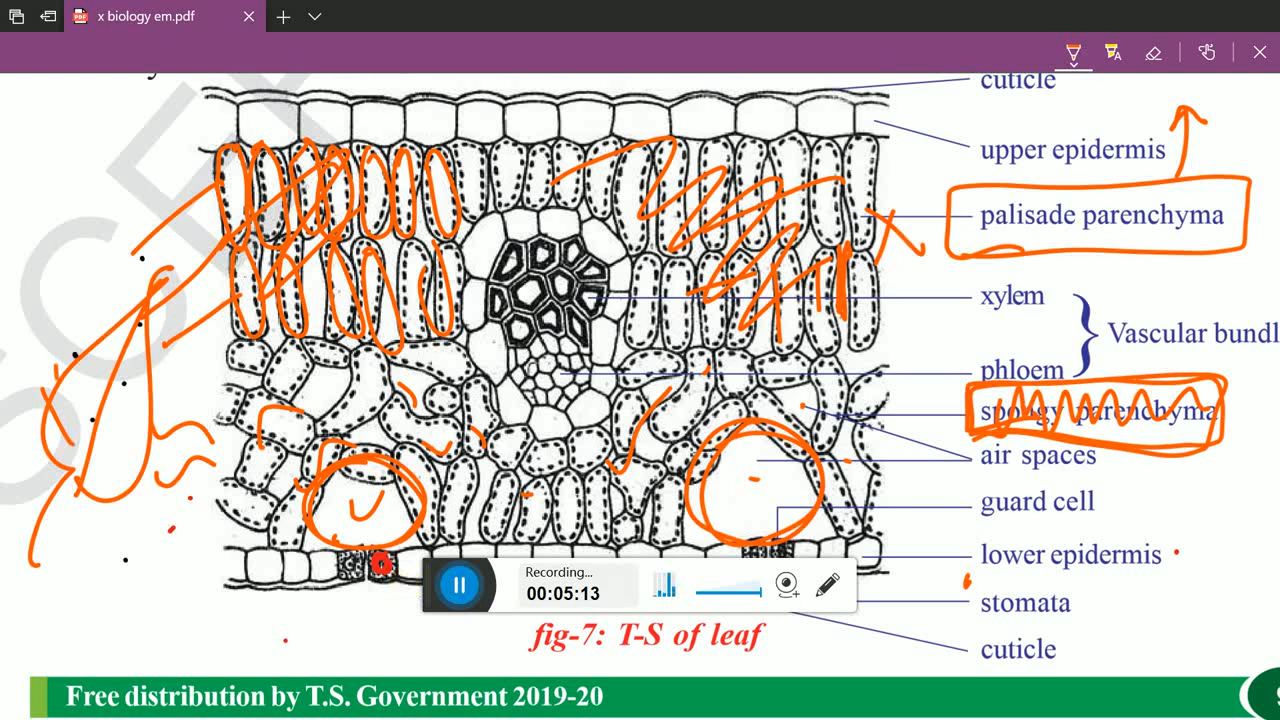 x biology em.pdf
cuticle
upper epidermis
palisade parenchyma
xylem
Vascular bundl
phloem
spongy parenchyma
air spaces
guard cell
lower epidermis
Recording...
00:05:13
stomata
fig-7: T-S of leaf
cuticle
Free distribution by T.S. Government 2019-20